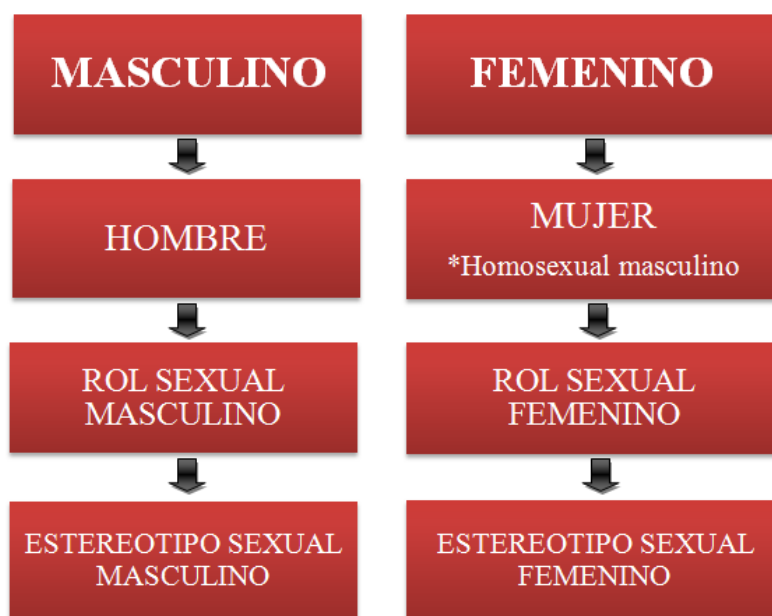 MASCULINO
HOMBRE
ROL SEXUAL
MASCULINO
ESTEREOTIPO SEXUAL
MASCULINO
FEMENINO
MUJER
*Homosexual masculino
ROL SEXUAL
FEMENINO
ESTEREOTIPO SEXUAL
FEMENINO